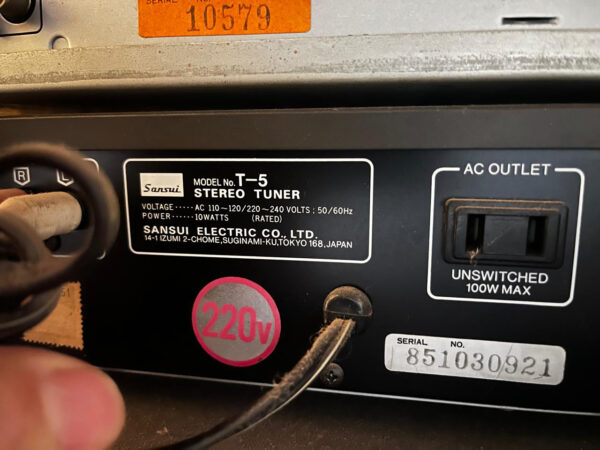 SERIAL No.
10579
R L
Sansui
MODEL No. T-5
STEREO TUNER
VOLTAGE ····· AC 110~120/220~240 VOLTS : 50/60Hz
POWER ······ 10WATTS (RATED)
SANSUI ELECTRIC CO., LTD.
14-1 IZUMI 2-CHOME, SUGINAMI-KU, TOKYO 168, JAPAN
AC OUTLET
UNSWITCHED
100W MAX
220v
SERIAL NO.
851030921